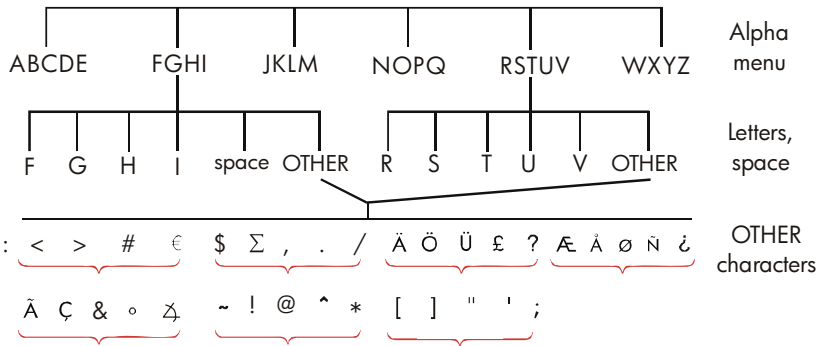 ABCDE FGHI JKLM NOPQ RSTUV WXYZ Alpha menu
F G H I space OTHER R S T U V OTHER Letters, space
: < > # € $ Σ , . / Ä Ö Ü £ ? Æ Å Ø Ñ ¿ OTHER characters
Ã Ç & ° ∡ ~ ! @ ^ * [ ] " ' ;